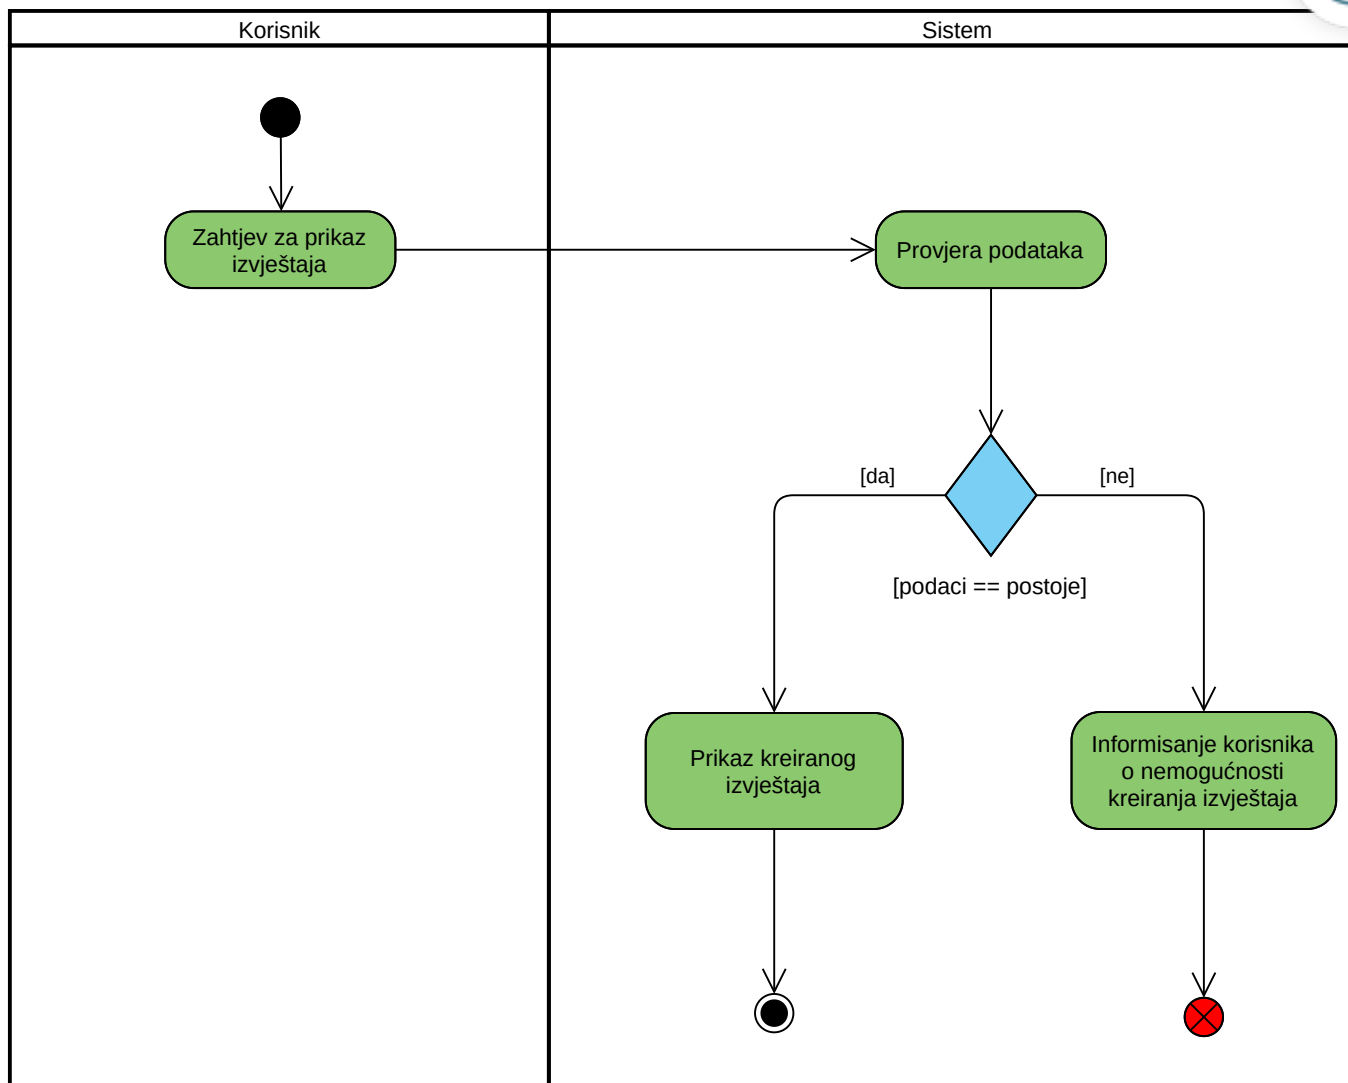 Korisnik
Sistem
Zahtjev za prikaz
izvještaja
Provjera podataka
[da]
[ne]
[podaci == postoje]
Prikaz kreiranog
izvještaja
Informisanje korisnika
o nemogućnosti
kreiranja izvještaja